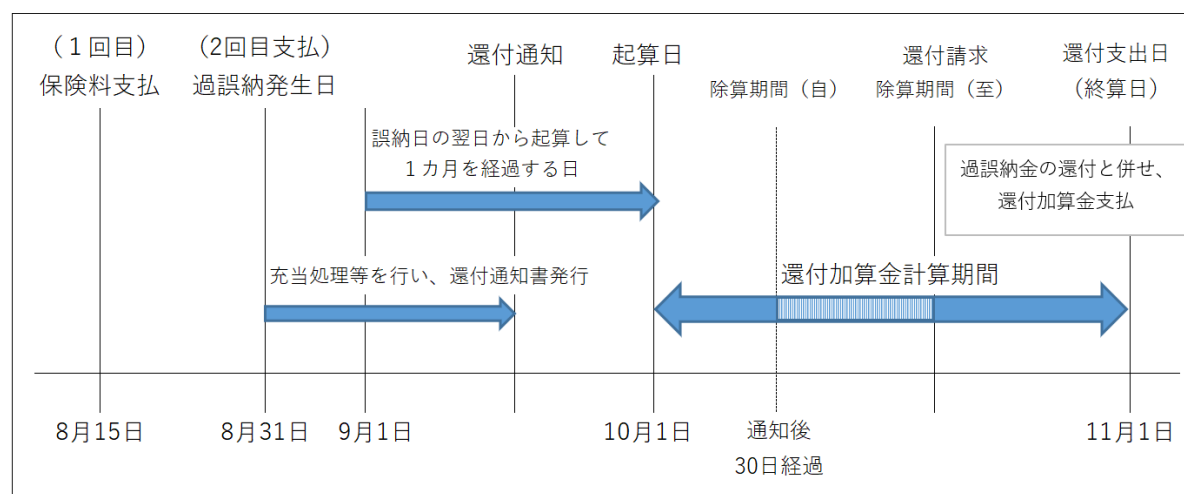 （１回目）
保険料支払
（2回目支払）
過誤納発生日
還付通知
起算日
除算期間（自）
還付請求
除算期間（至）
還付支出日
（終算日）
誤納日の翌日から起算して
１カ月を経過する日
過誤納金の還付と併せ、
還付加算金支払
充当処理等を行い、還付通知書発行
還付加算金計算期間
8月15日
8月31日
9月1日
10月1日
通知後
30日経過
11月1日